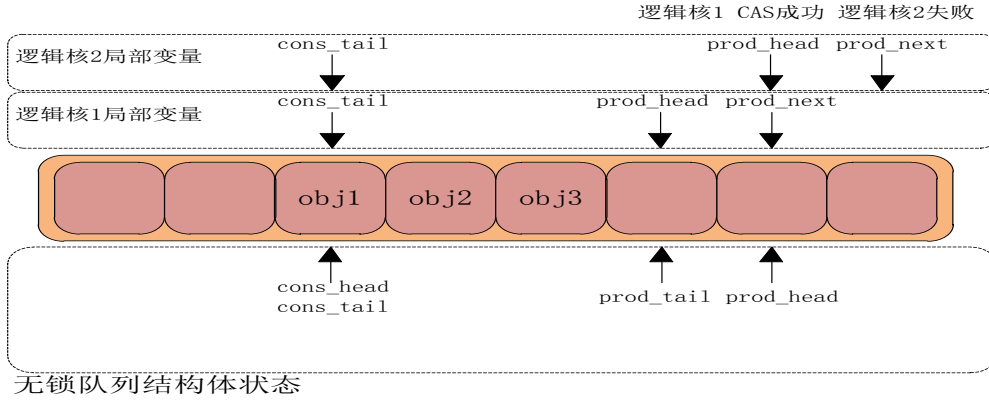 逻辑核1 CAS成功 逻辑核2失败
逻辑核2局部变量 cons_tail prod_head prod_next
逻辑核1局部变量 cons_tail prod_head prod_next
obj1 obj2 obj3
cons_head
cons_tail prod_tail prod_head
无锁队列结构体状态